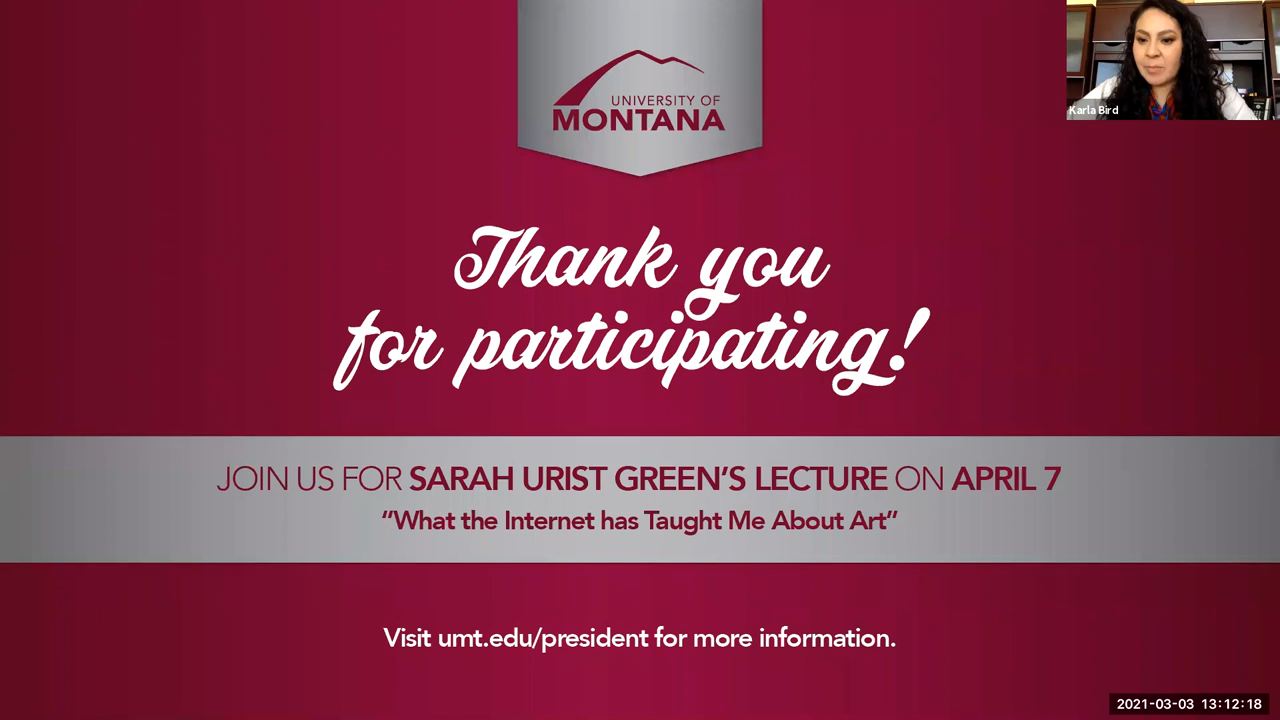 UNIVERSITY OF
MONTANA
Karla Bird
Thank you
for participating!
JOIN US FOR SARAH URIST GREEN’S LECTURE ON APRIL 7
“What the Internet has Taught Me About Art”
Visit umt.edu/president for more information.
2021-03-03 13:12:18